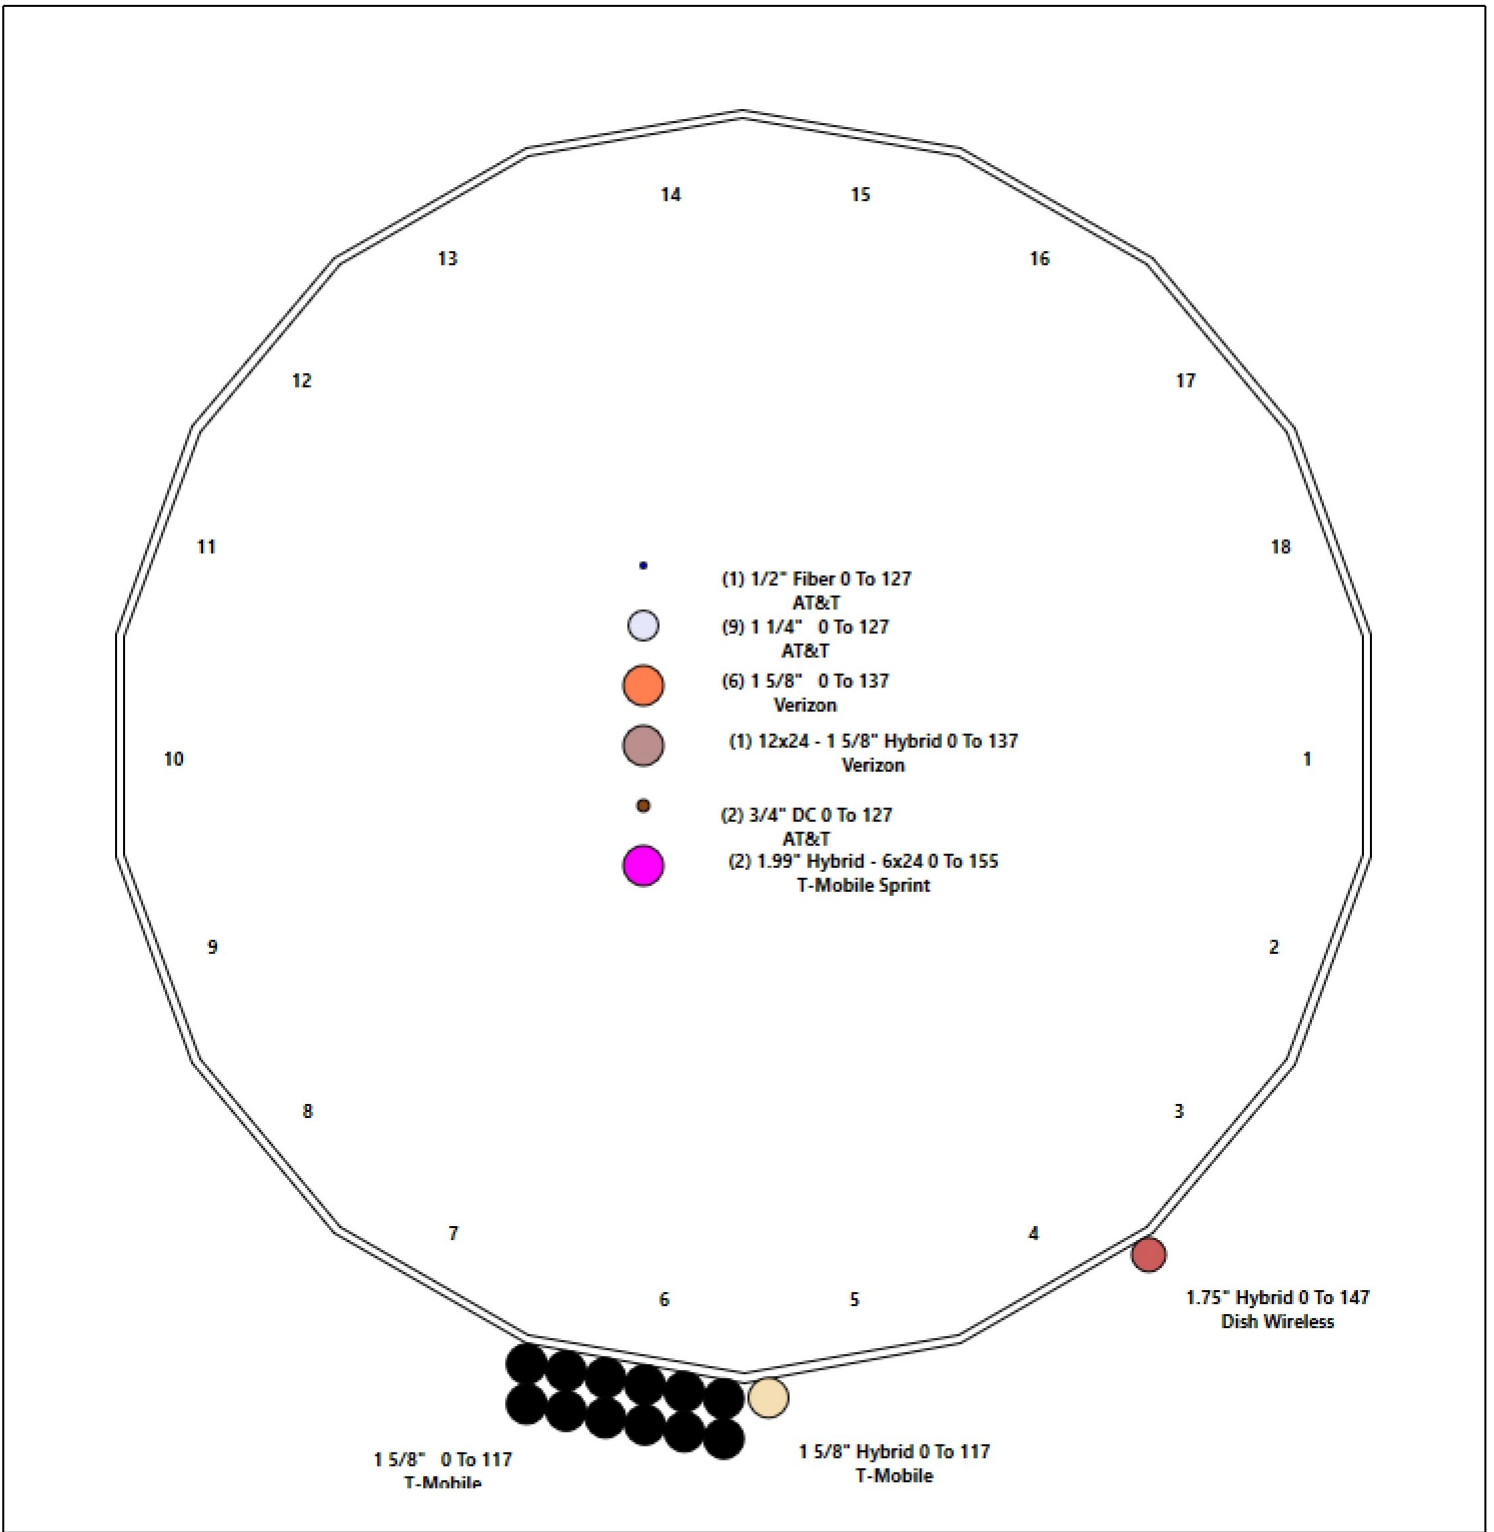 14
15
13
16
12
17
11
18
(1) 1/2" Fiber 0 To 127
AT&T
(9) 1 1/4"   0 To 127
AT&T
(6) 1 5/8"   0 To 137
Verizon
(1) 12x24 - 1 5/8" Hybrid 0 To 137
Verizon
10
1
(2) 3/4" DC 0 To 127
AT&T
(2) 1.99" Hybrid - 6x24 0 To 155
T-Mobile Sprint
9
2
8
3
7
4
6
5
1.75" Hybrid 0 To 147
Dish Wireless
1 5/8"   0 To 117
T-Mobile
1 5/8" Hybrid 0 To 117
T-Mobile